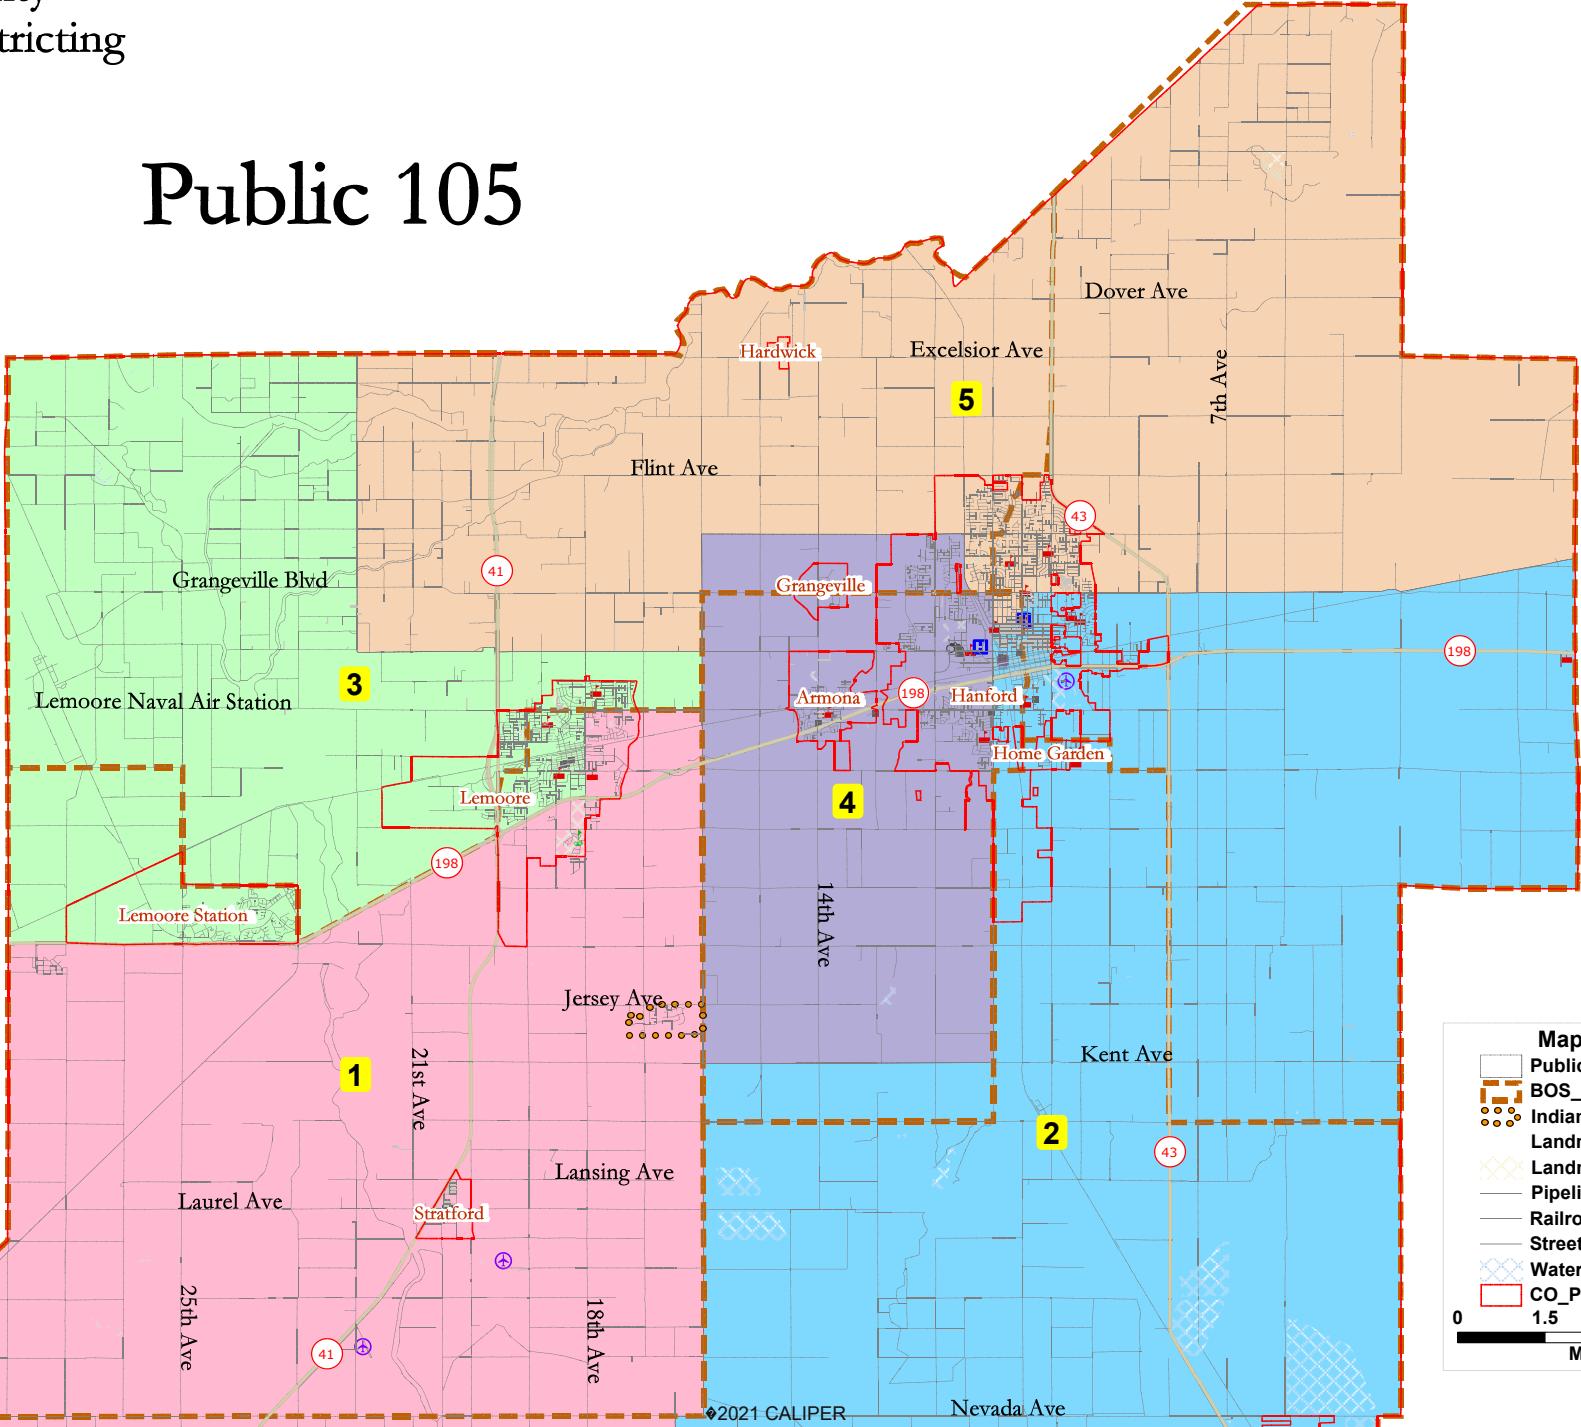 tricting
Public 105
Dover Ave
Hardwick
Excelsior Ave
7th Ave
5
Flint Ave
43
41
Grangeville Blvd
Grangeville
198
3
Lemoore Naval Air Station
Armona
198
Hanford
Home Garden
Lemoore
4
198
Lemoore Station
14th Ave
Jersey Ave
1
21st Ave
Kent Ave
2
43
Lansing Ave
Laurel Ave
Stratford
25th Ave
18th Ave
41
Nevada Ave
�2021 CALIPER
Map
Public
BOS_
Indian
Landm
Landm
Pipeli
Railro
Street
Water
CO_P
0 1.5
M